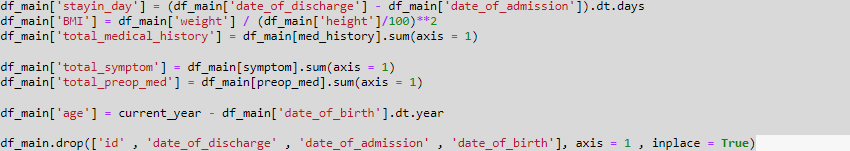 df_main['stayin_day'] = (df_main['date_of_discharge'] - df_main['date_of_admission']).dt.days
df_main['BMI'] = df_main['weight'] / (df_main['height']/100)**2
df_main['total_medical_history'] = df_main[med_history].sum(axis = 1)
df_main['total_symptom'] = df_main[symptom].sum(axis = 1)
df_main['total_preop_med'] = df_main[preop_med].sum(axis = 1)
df_main['age'] = current_year - df_main['date_of_birth'].dt.year
df_main.drop(['id' , 'date_of_discharge' , 'date_of_admission' , 'date_of_birth'], axis = 1 , inplace = True)